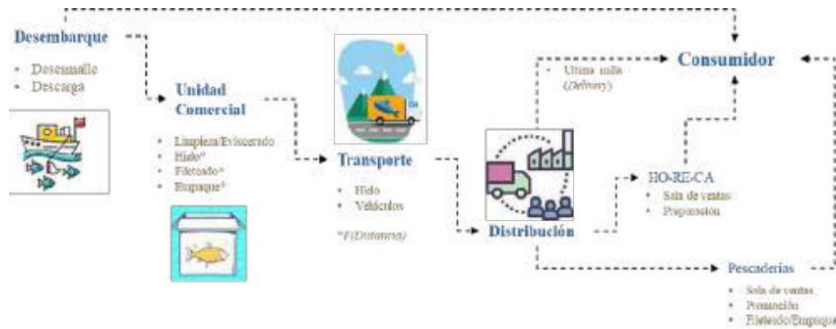 Desembarque
• Desenmalle
• Descarga
Unidad
Comercial
• Limpieza/Eviscerado
• Hielo*
• Fileteado*
• Empaque*
Transporte
• Hielo
• Vehículos
*F(Distancia)
Distribución
• Ultima milla
(Delivery)
Consumidor
HO-RE-CA
• Sala de ventas
• Preparación
Pescaderías
• Sala de ventas
• Promoción
• Fileteado/Empaque